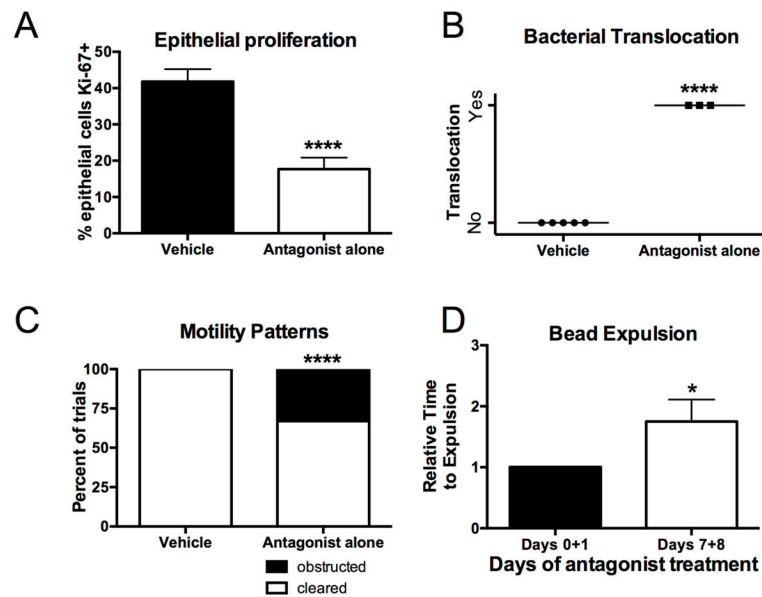 A
Epithelial proliferation
% epithelial cells Ki-67+
50
40
30
20
10
0
****
Vehicle
Antagonist alone
B
Bacterial Translocation
Translocation
Yes
No
****
Vehicle
Antagonist alone
C
Motility Patterns
Percent of trials
100
75
50
25
0
****
Vehicle
Antagonist alone
obstructed
cleared
D
Bead Expulsion
Relative Time
to Expulsion
3
2
1
0
*
Days 0+1
Days 7+8
Days of antagonist treatment